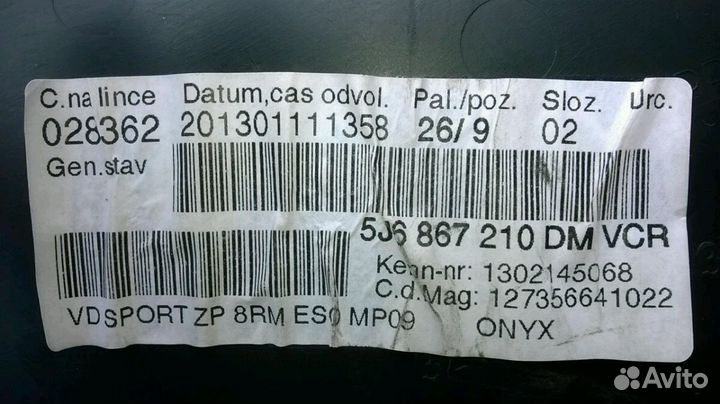 C.na lince Datum,cas odvol. Pal./poz. Sloz. Urc.
028362 201301111358 26/9 02
Gen.stav
5J6 867 210 DM VCR
Kenn-nr: 1302145068
C.d.Mag: 127356641022
VDSPORT ZP 8RM ES0 MP09 ONYX
Avito